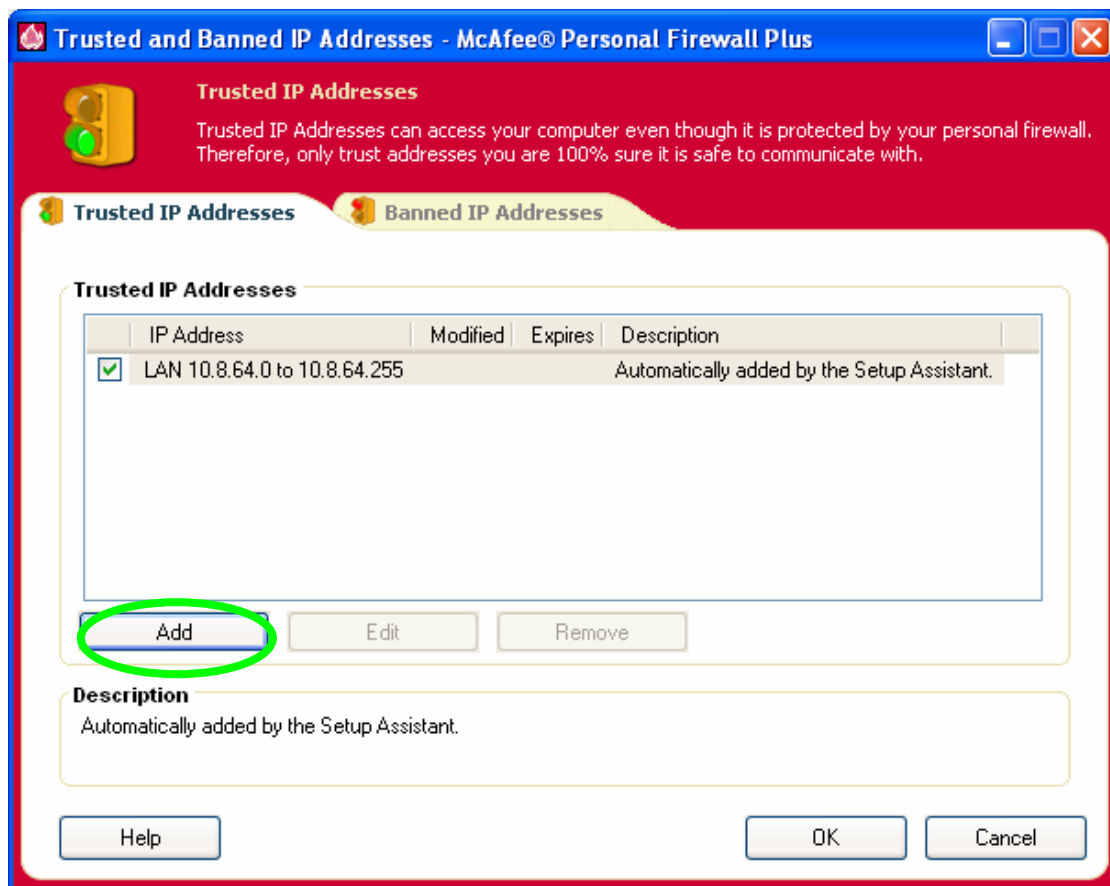 Trusted and Banned IP Addresses - McAfee® Personal Firewall Plus
Trusted IP Addresses
Trusted IP Addresses can access your computer even though it is protected by your personal firewall.
Therefore, only trust addresses you are 100% sure it is safe to communicate with.
Trusted IP Addresses Banned IP Addresses
Trusted IP Addresses
IP Address Modified Expires Description
LAN 10.8.64.0 to 10.8.64.255 Automatically added by the Setup Assistant.
Add Edit Remove
Description
Automatically added by the Setup Assistant.
Help OK Cancel